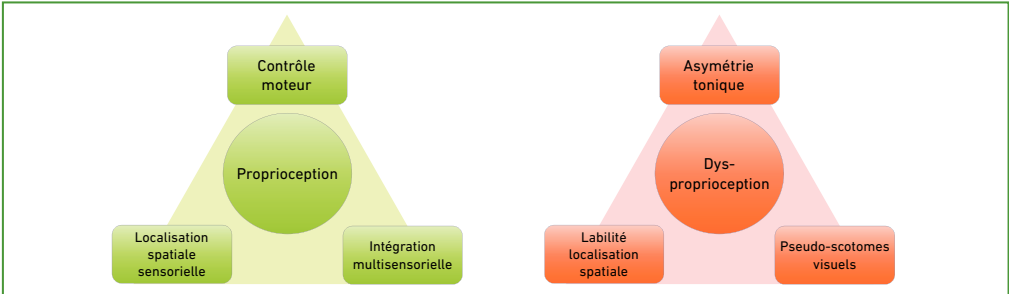 Contrôle
moteur
Proprioception
Localisation
spatiale
sensorielle
Intégration
multisensorielle
Asymétrie
tonique
Dys-
proprioception
Labilité
localisation
spatiale
Pseudo-scotomes
visuels